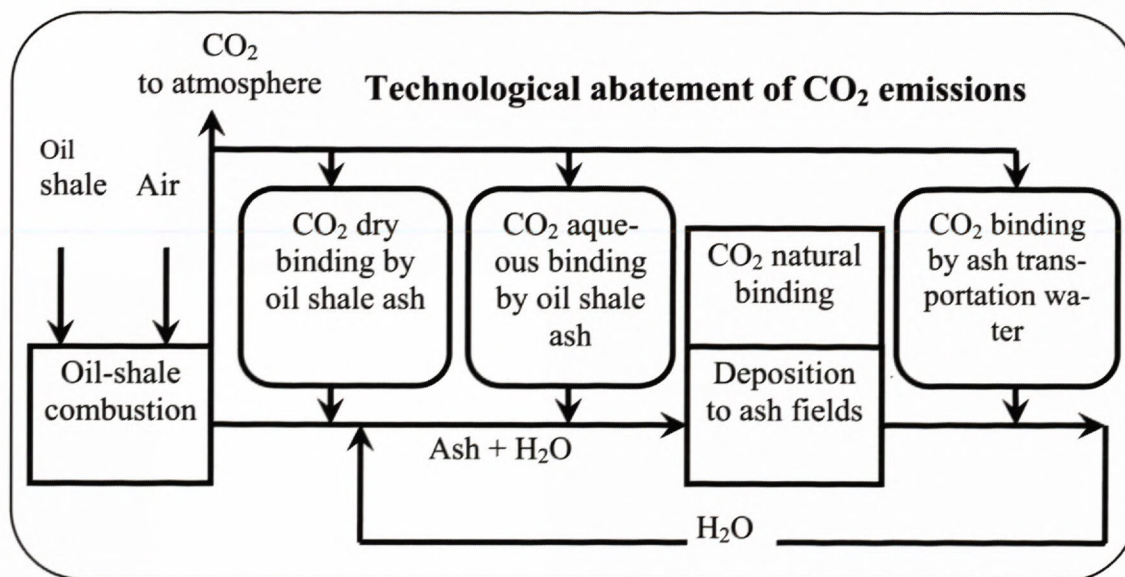 CO₂
to atmosphere
Technological abatement of CO₂ emissions
Oil
shale
Air
CO₂ dry
binding by
oil shale ash
CO₂ aque-
ous binding
by oil shale
ash
CO₂ natural
binding
CO₂ binding
by ash trans-
portation wa-
ter
Oil-shale
combustion
Deposition
to ash fields
Ash + H₂O
H₂O